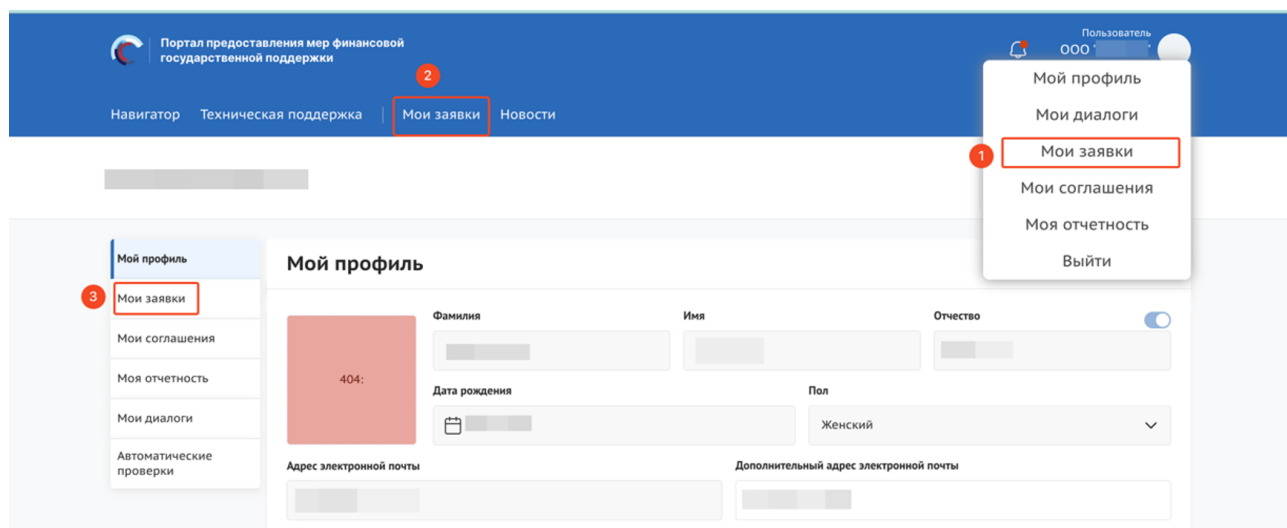 Портал предоставления мер финансовой
государственной поддержки
Пользователь
ООО "
2
Навигатор Техническая поддержка | Мои заявки Новости
Мой профиль
Мои диалоги
1
Мои заявки
Мои соглашения
Моя отчетность
Выйти
Мой профиль
3
Мои заявки
Мои соглашения
Моя отчетность
Мои диалоги
Автоматические
проверки
Мой профиль
404:
Фамилия
Имя
Отчество
Дата рождения
Пол
Женский
Адрес электронной почты
Дополнительный адрес электронной почты